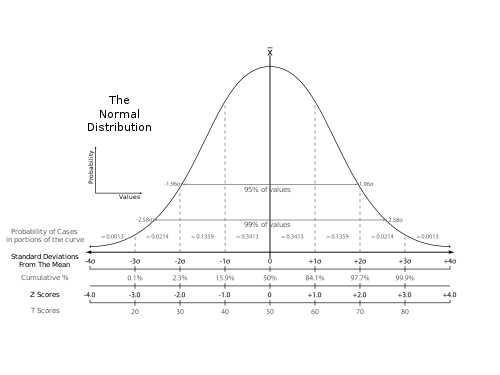 X
The
Normal
Distribution
Probability
Values
-1.96σ
+1.96σ
95% of values
-2.58σ
+2.58σ
99% of values
Probability of Cases
in portions of the curve
≈0.0013 ≈0.0214 ≈0.1359 ≈0.3413 ≈0.3413 ≈0.1359 ≈0.0214 ≈0.0013
Standard Deviations
From The Mean
-4σ -3σ -2σ -1σ 0 +1σ +2σ +3σ +4σ
Cumulative % 0.1% 2.3% 15.9% 50% 84.1% 97.7% 99.9%
Z Scores -4.0 -3.0 -2.0 -1.0 0 +1.0 +2.0 +3.0 +4.0
T Scores 20 30 40 50 60 70 80